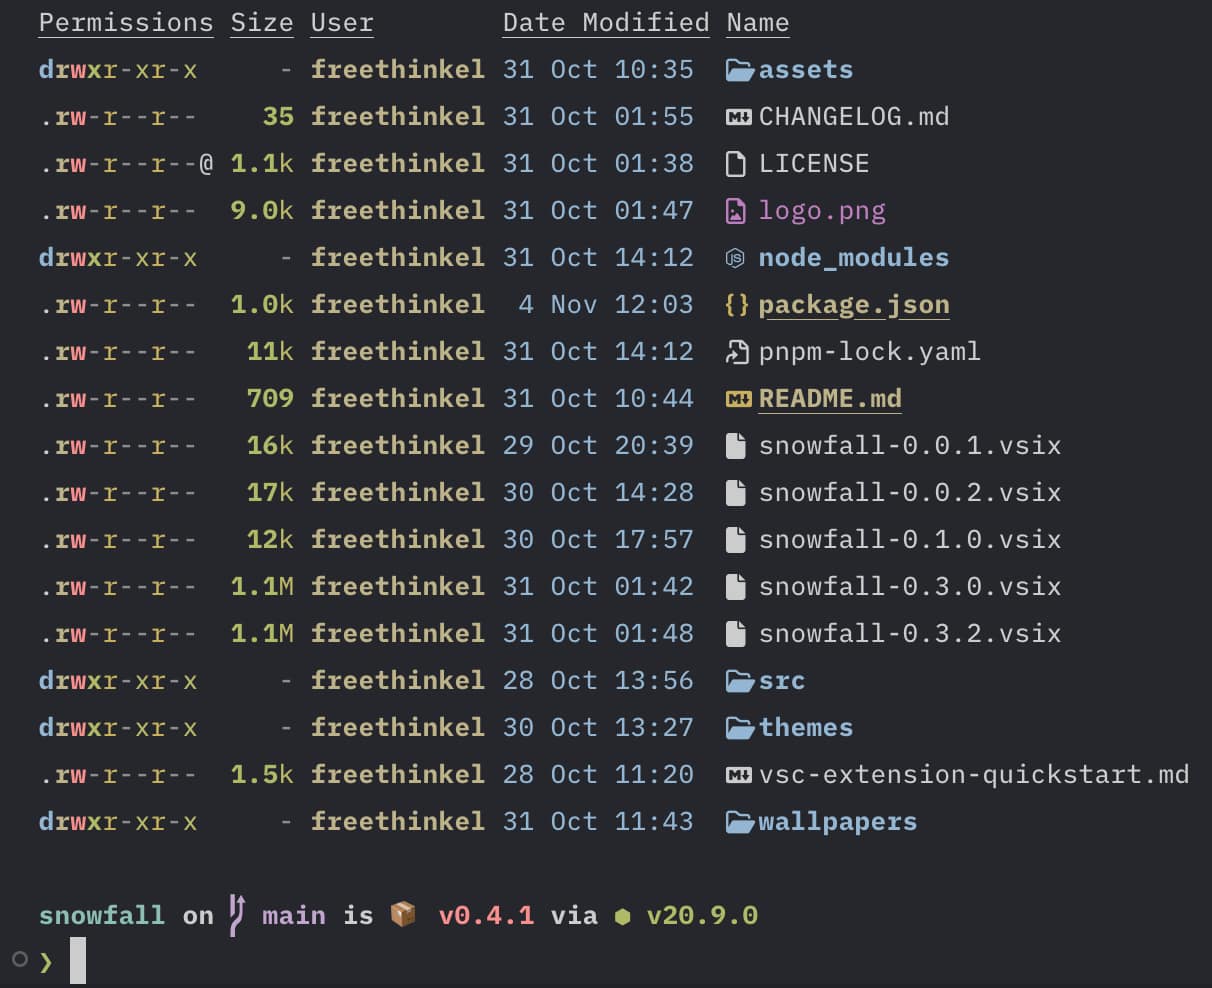 Permissions Size User        Date Modified Name
drwxr-xr-x     - freethinkel 31 Oct 10:35  assets
.rw-r--r--    35 freethinkel 31 Oct 01:55  CHANGELOG.md
.rw-r--r--@ 1.1k freethinkel 31 Oct 01:38  LICENSE
.rw-r--r--  9.0k freethinkel 31 Oct 01:47  logo.png
drwxr-xr-x     - freethinkel 31 Oct 14:12  node_modules
.rw-r--r--  1.0k freethinkel  4 Nov 12:03  {} package.json
.rw-r--r--   11k freethinkel 31 Oct 14:12  pnpm-lock.yaml
.rw-r--r--   709 freethinkel 31 Oct 10:44  README.md
.rw-r--r--   16k freethinkel 29 Oct 20:39  snowfall-0.0.1.vsix
.rw-r--r--   17k freethinkel 30 Oct 14:28  snowfall-0.0.2.vsix
.rw-r--r--   12k freethinkel 30 Oct 17:57  snowfall-0.1.0.vsix
.rw-r--r--  1.1M freethinkel 31 Oct 01:42  snowfall-0.3.0.vsix
.rw-r--r--  1.1M freethinkel 31 Oct 01:48  snowfall-0.3.2.vsix
drwxr-xr-x     - freethinkel 28 Oct 13:56  src
drwxr-xr-x     - freethinkel 30 Oct 13:27  themes
.rw-r--r--  1.5k freethinkel 28 Oct 11:20  vsc-extension-quickstart.md
drwxr-xr-x     - freethinkel 31 Oct 11:43  wallpapers
snowfall on main is 📦 v0.4.1 via ⬢ v20.9.0
❯